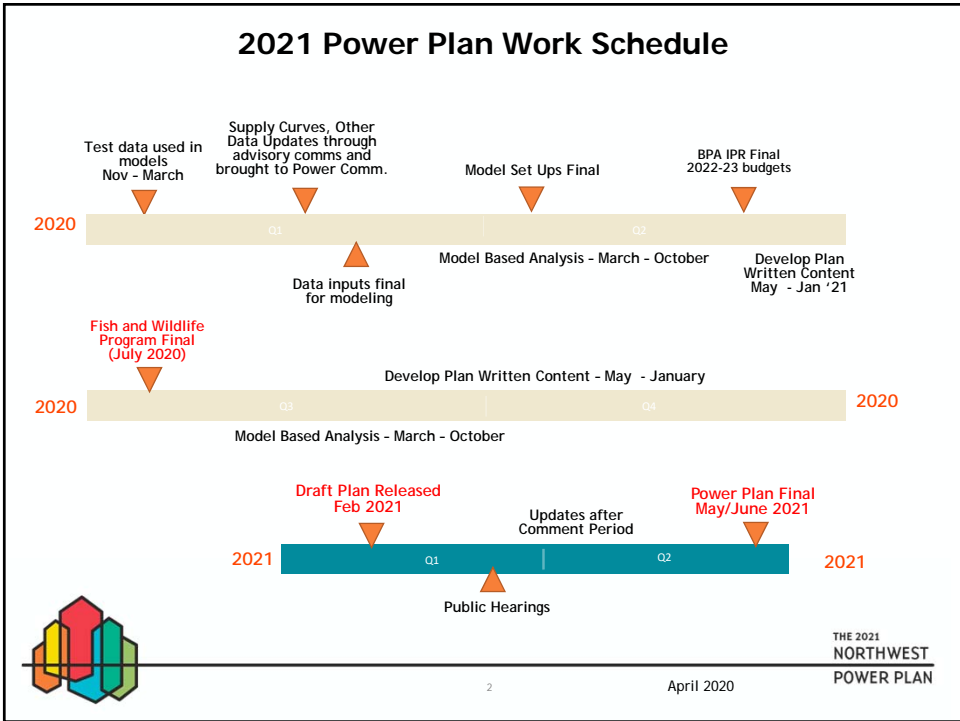 2021 Power Plan Work Schedule
Test data used in
models
Nov - March
Supply Curves, Other
Data Updates through
advisory comms and
brought to Power Comm.
Model Set Ups Final
BPA IPR Final
2022-23 budgets
2020
Q1
Q2
Data inputs final
for modeling
Model Based Analysis - March - October
Develop Plan
Written Content
May - Jan ‘21
Fish and Wildlife
Program Final
(July 2020)
Develop Plan Written Content - May - January
2020
Q3
Q4
2020
Model Based Analysis - March - October
Draft Plan Released
Feb 2021
Updates after
Comment Period
Power Plan Final
May/June 2021
2021
Q1
Q2
2021
Public Hearings
THE 2021
NORTHWEST
POWER PLAN
2
April 2020